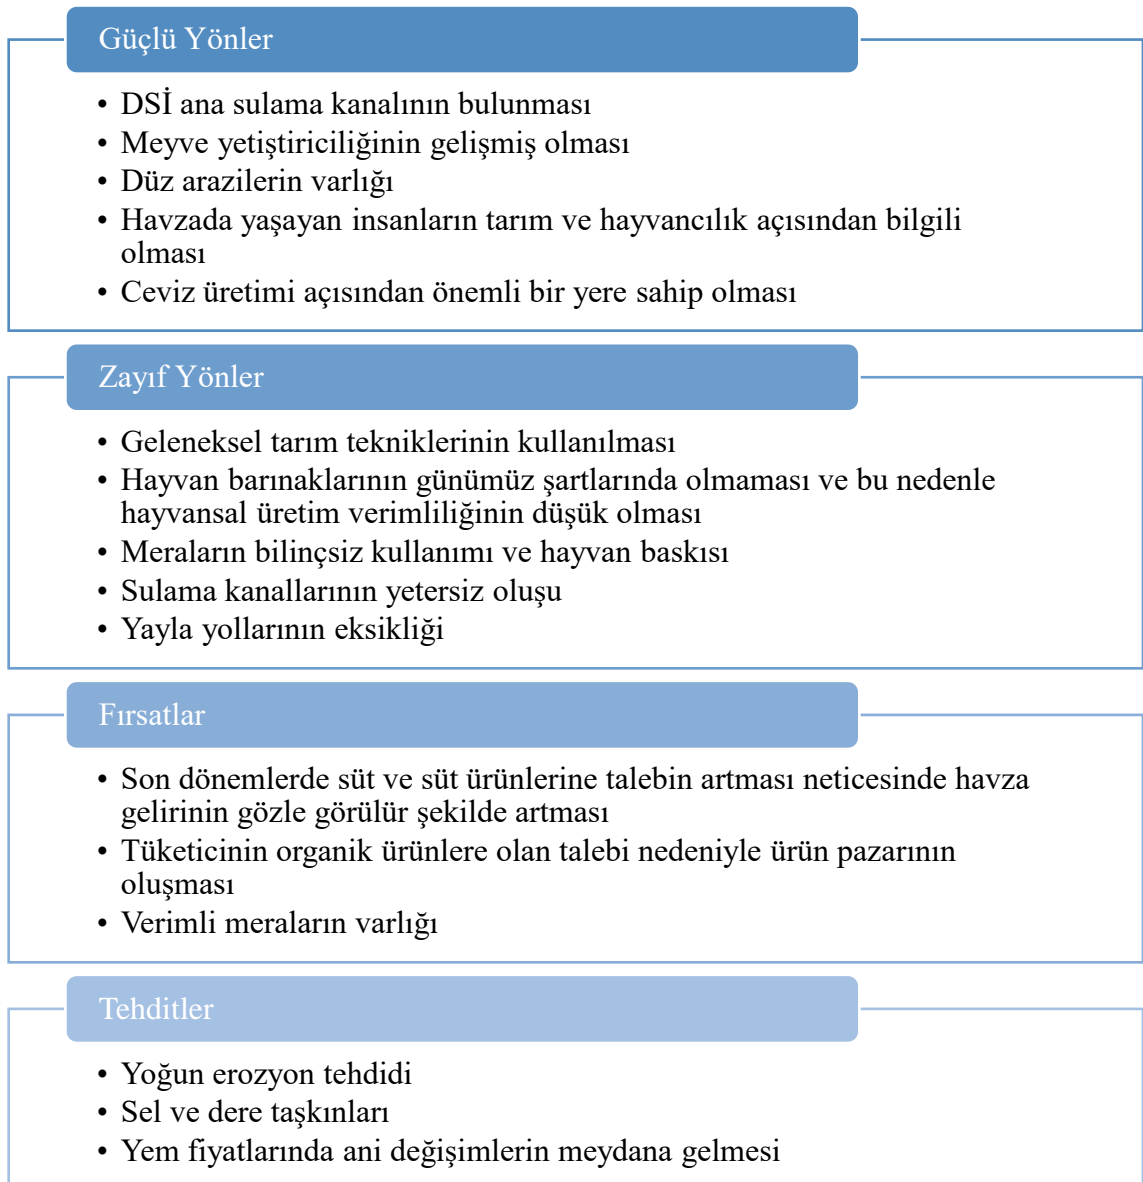 Güçlü Yönler
• DSİ ana sulama kanalının bulunması
• Meyve yetiştiriciliğinin gelişmiş olması
• Düz arazilerin varlığı
• Havzada yaşayan insanların tarım ve hayvancılık açısından bilgili
olması
• Ceviz üretimi açısından önemli bir yere sahip olması
Zayıf Yönler
• Geleneksel tarım tekniklerinin kullanılması
• Hayvan barınaklarının günümüz şartlarında olmaması ve bu nedenle
hayvansal üretim verimliliğinin düşük olması
• Meraların bilinçsiz kullanımı ve hayvan baskısı
• Sulama kanallarının yetersiz oluşu
• Yayla yollarının eksikliği
Fırsatlar
• Son dönemlerde süt ve süt ürünlerine talebin artması neticesinde havza
gelirinin gözle görülür şekilde artması
• Tüketicinin organik ürünlere olan talebi nedeniyle ürün pazarının
oluşması
• Verimli meraların varlığı
Tehditler
• Yoğun erozyon tehdidi
• Sel ve dere taşkınları
• Yem fiyatlarında ani değişimlerin meydana gelmesi